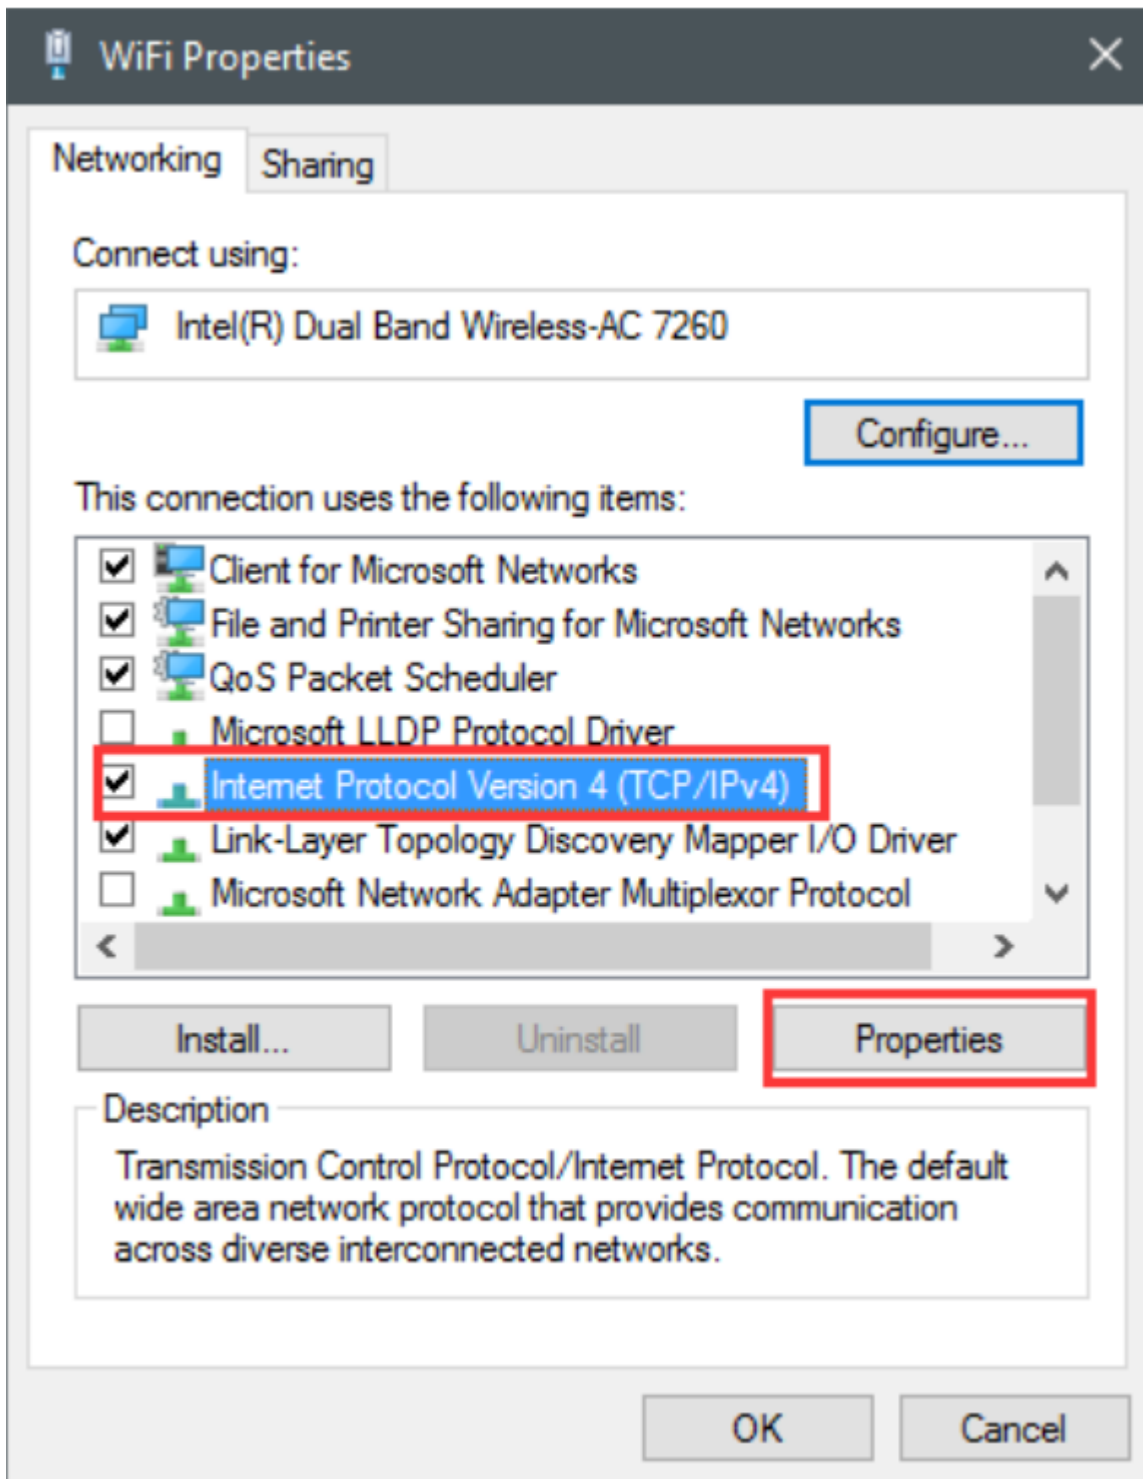 WiFi Properties
Networking
Sharing
Connect using:
Intel(R) Dual Band Wireless-AC 7260
Configure...
This connection uses the following items:
Client for Microsoft Networks
File and Printer Sharing for Microsoft Networks
QoS Packet Scheduler
Microsoft LLDP Protocol Driver
Internet Protocol Version 4 (TCP/IPv4)
Link-Layer Topology Discovery Mapper I/O Driver
Microsoft Network Adapter Multiplexor Protocol
Install...
Uninstall
Properties
Description
Transmission Control Protocol/Internet Protocol. The default
wide area network protocol that provides communication
across diverse interconnected networks.
OK
Cancel